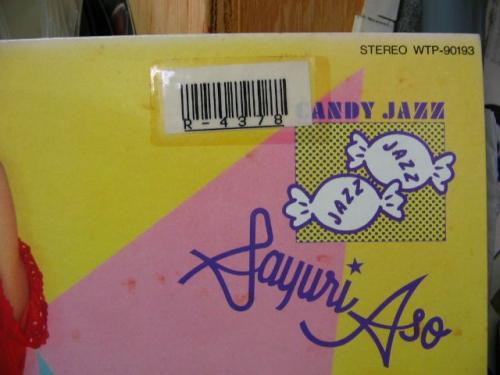 STEREO WTP-90193
R-4378
CANDY JAZZ
JAZZ
JAZZ
Sayuri Aso